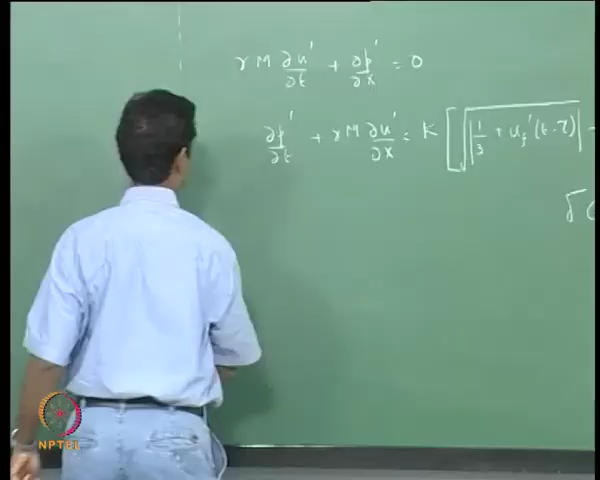 γM ∂u'/∂t + ∂p'/∂x = 0
∂p'/∂t + γM ∂u'/∂x = K [ √|1/3 + u_f'(t-τ)| -
δ(
NPTEL